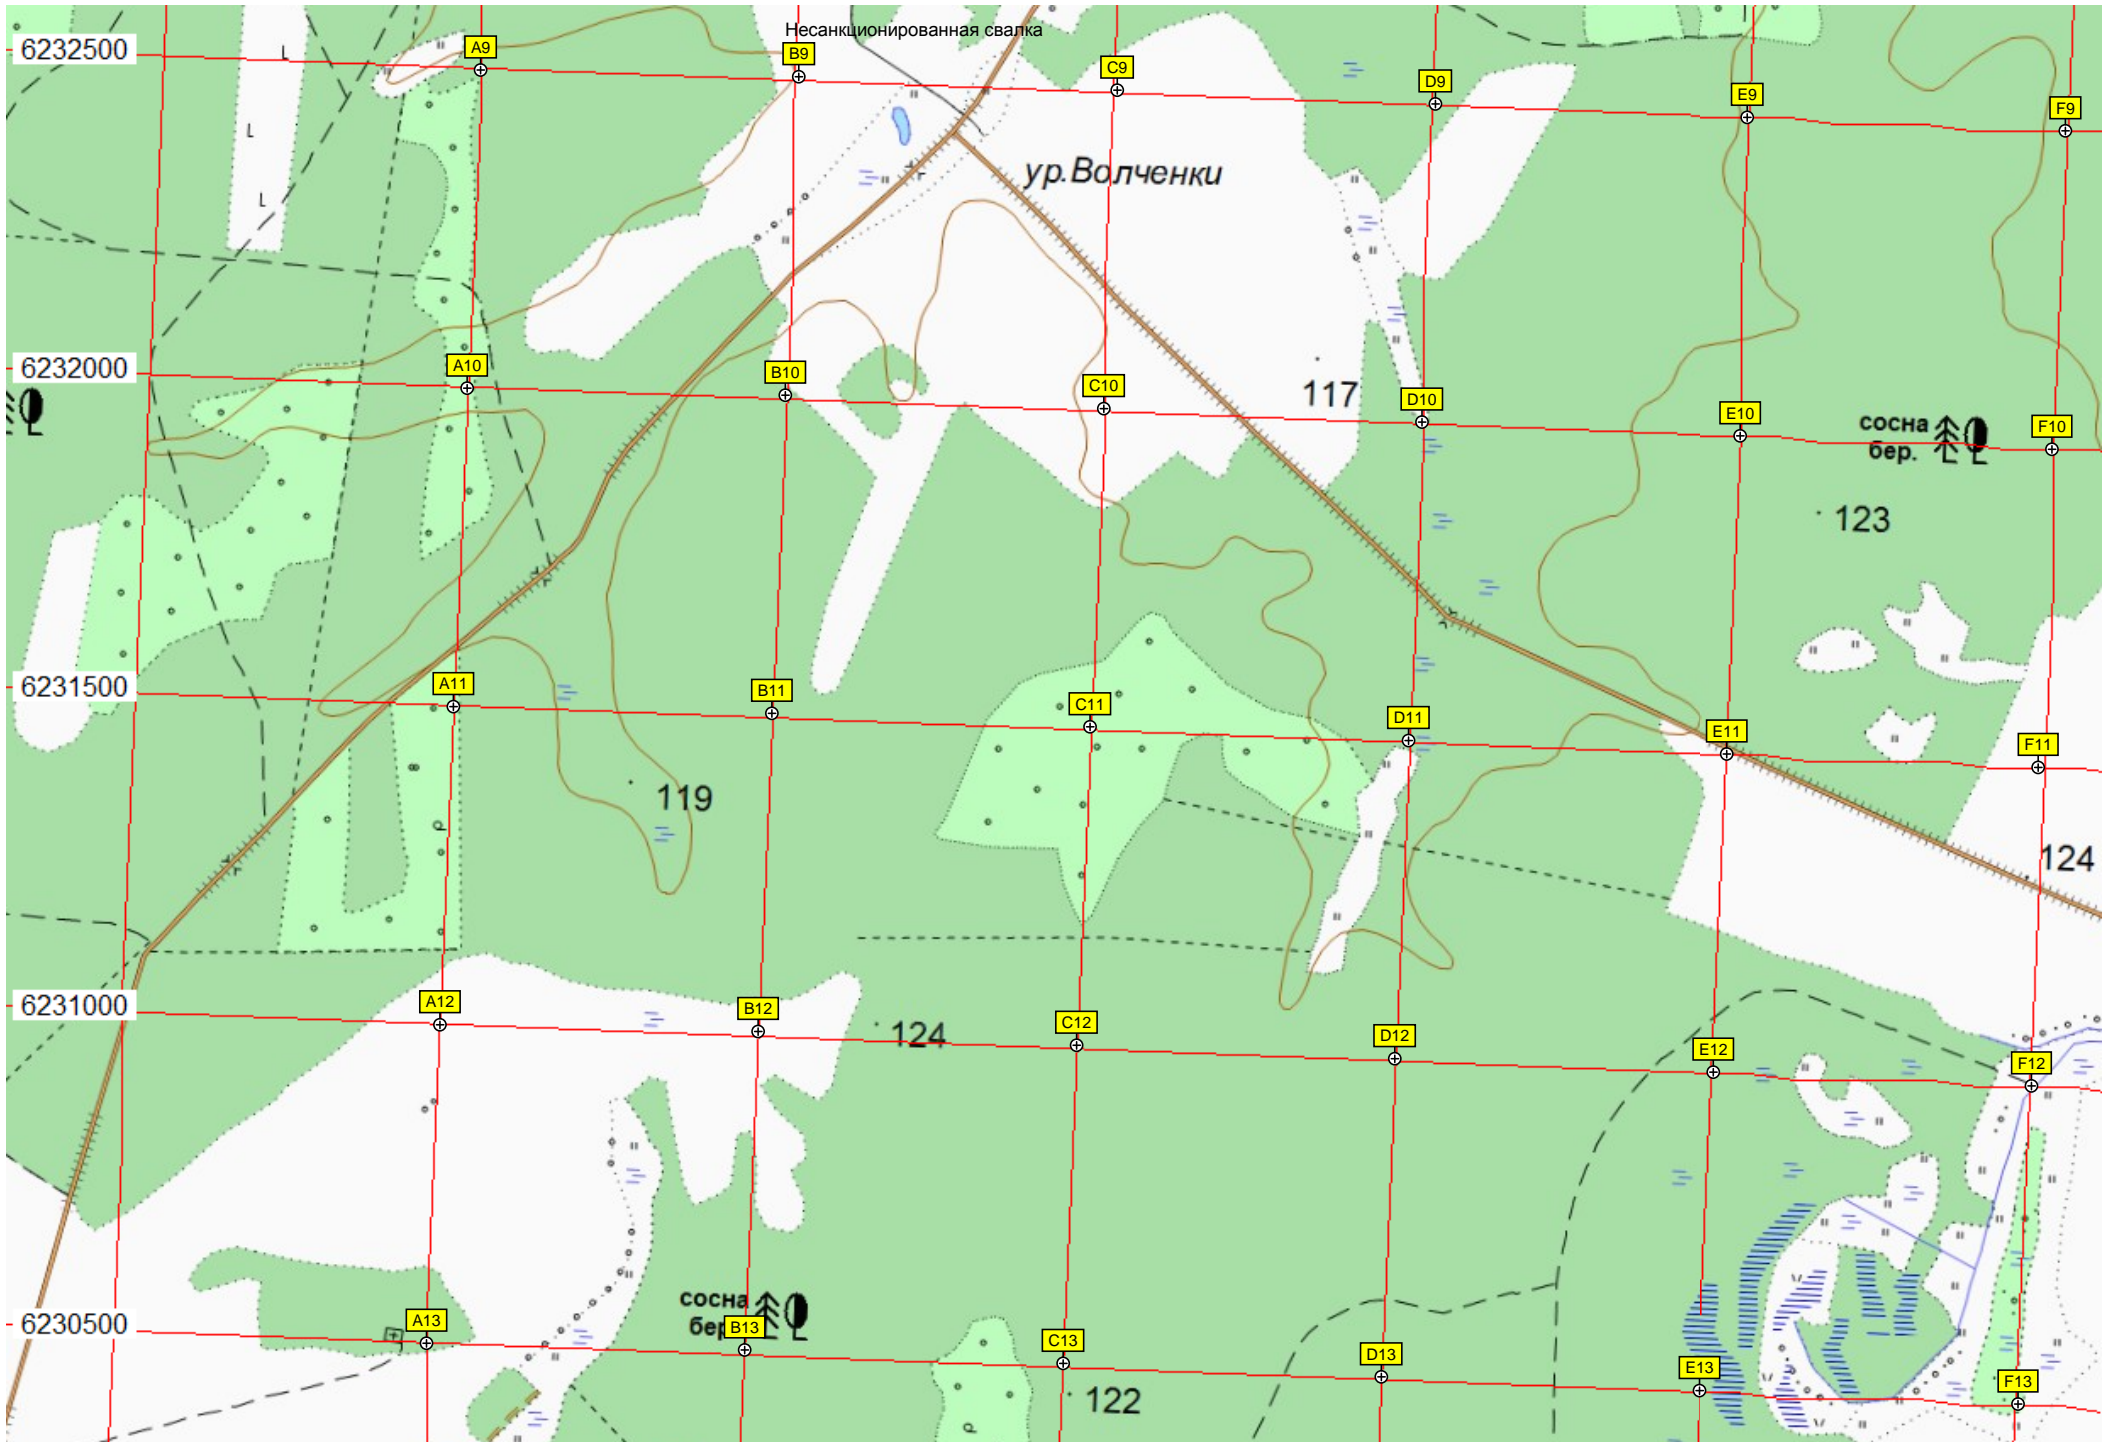 Несанкционированная свалка
6232500
A9
B9
C9
D9
E9
F9
ур.Волченки
6232000
A10
B10
C10
117
D10
E10
сосна
бер.
F10
123
6231500
A11
B11
C11
D11
E11
F11
119
124
6231000
A12
B12
124
C12
D12
E12
F12
сосна
бер.
6230500
A13
B13
C13
D13
E13
F13
122